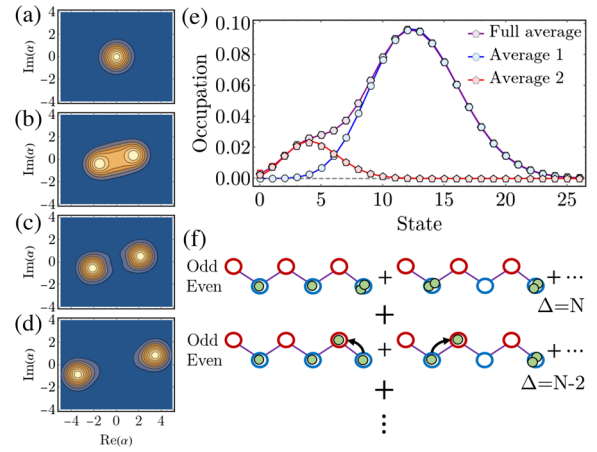 (a)
4
2
0
−2
−4
Im(α)
(b)
4
2
0
−2
−4
Im(α)
(c)
4
2
0
−2
−4
Im(α)
(d)
4
2
0
−2
−4
Im(α)
−4 −2 0 2 4
Re(α)
(e)
0.10
0.08
0.06
0.04
0.02
0.00
Occupation
Full average
Average 1
Average 2
0 5 10 15 20 25
State
(f)
Odd
Even
+ + ···
Δ=N
+
Odd
Even
+ + ···
Δ=N-2
+
⋮